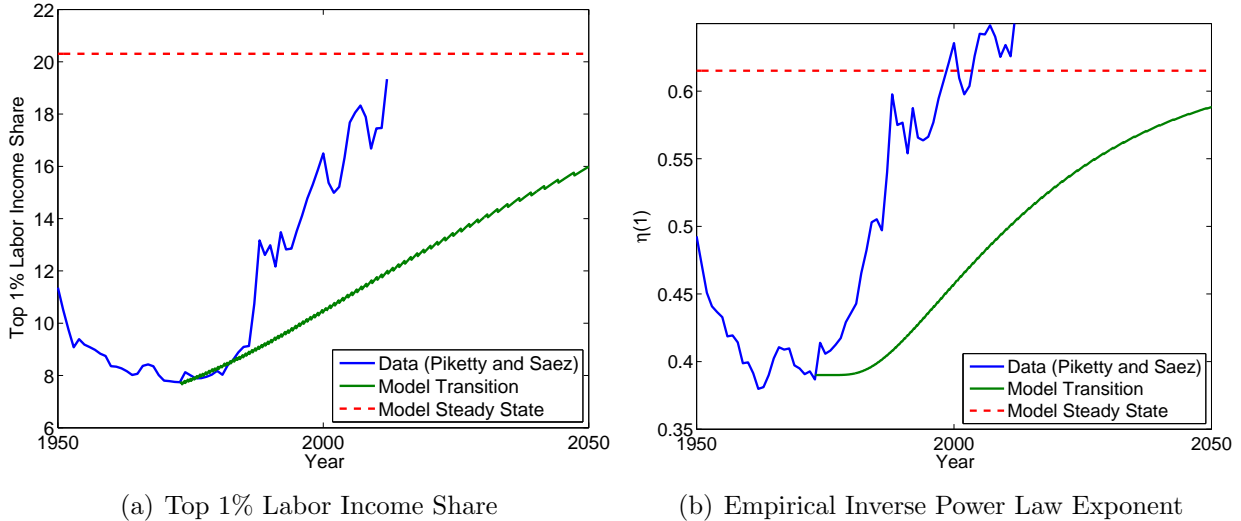 Top 1% Labor Income Share
22
20
18
16
14
12
10
8
6
1950
2000
2050
Year
Data (Piketty and Saez)
Model Transition
Model Steady State
(a) Top 1% Labor Income Share
η(1)
0.6
0.55
0.5
0.45
0.4
0.35
1950
2000
2050
Year
Data (Piketty and Saez)
Model Transition
Model Steady State
(b) Empirical Inverse Power Law Exponent